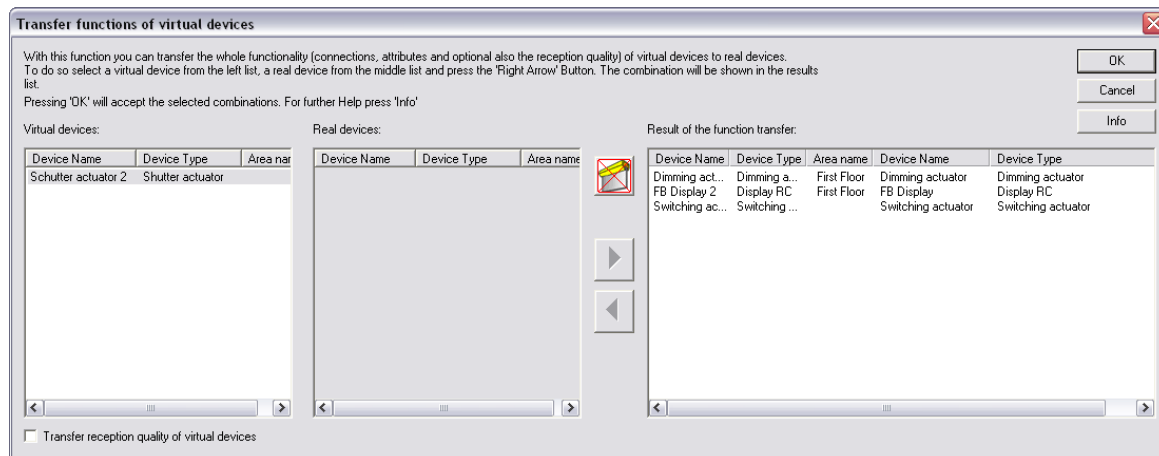 Transfer functions of virtual devices
With this function you can transfer the whole functionality (connections, attributes and optional also the reception quality) of virtual devices to real devices.
To do so select a virtual device from the left list, a real device from the middle list and press the 'Right Arrow' Button. The combination will be shown in the results
list.
Pressing 'OK' will accept the selected combinations. For further Help press 'Info'
OK
Cancel
Info
Virtual devices:
Device Name Device Type Area nar
Schutter actuator 2 Shutter actuator
Real devices:
Device Name Device Type Area name
Result of the function transfer:
Device Name Device Type Area name Device Name Device Type
Dimming act... Dimming a... First Floor Dimming actuator Dimming actuator
FB Display 2 Display RC First Floor FB Display Display RC
Switching ac... Switching ... Switching actuator Switching actuator
Transfer reception quality of virtual devices